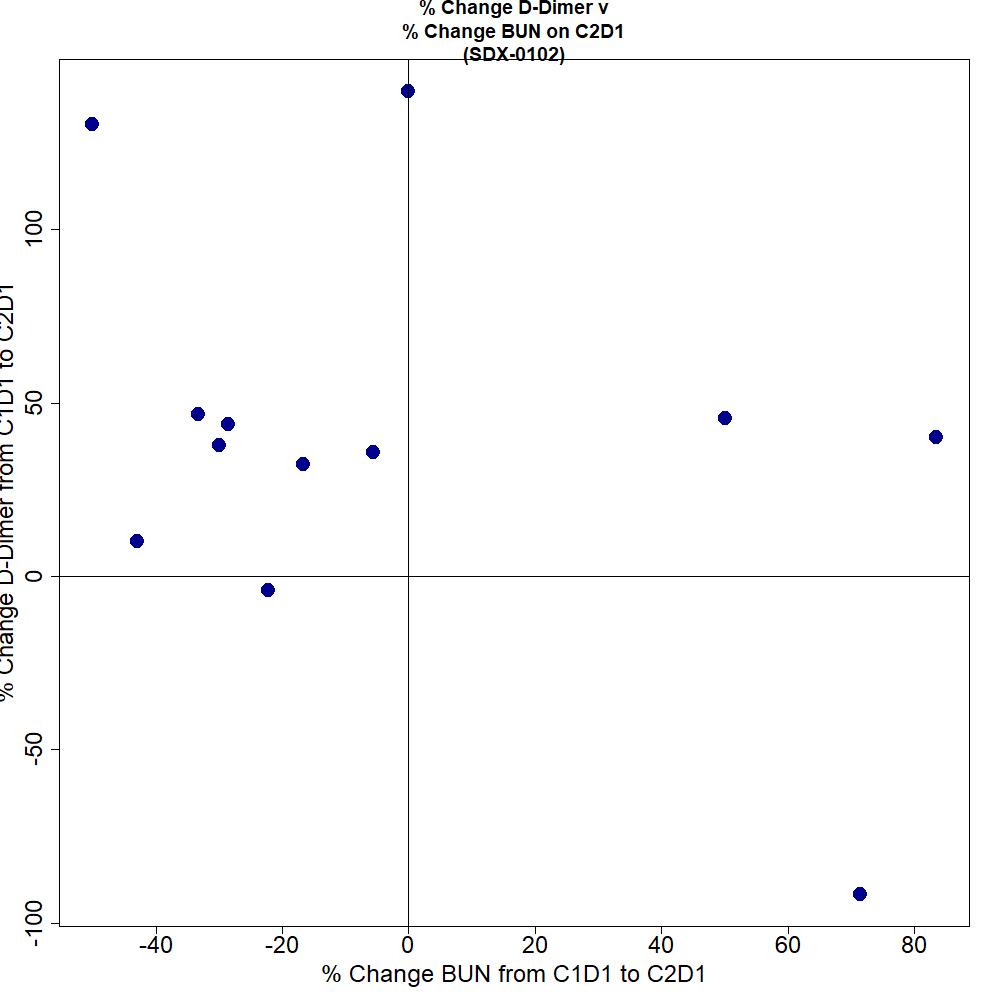 % Change D-Dimer v
% Change BUN on C2D1
(SDX-0102)
% Change D-Dimer from C1D1 to C2D1
100
50
0
-50
-100
-40
-20
0
20
40
60
80
% Change BUN from C1D1 to C2D1